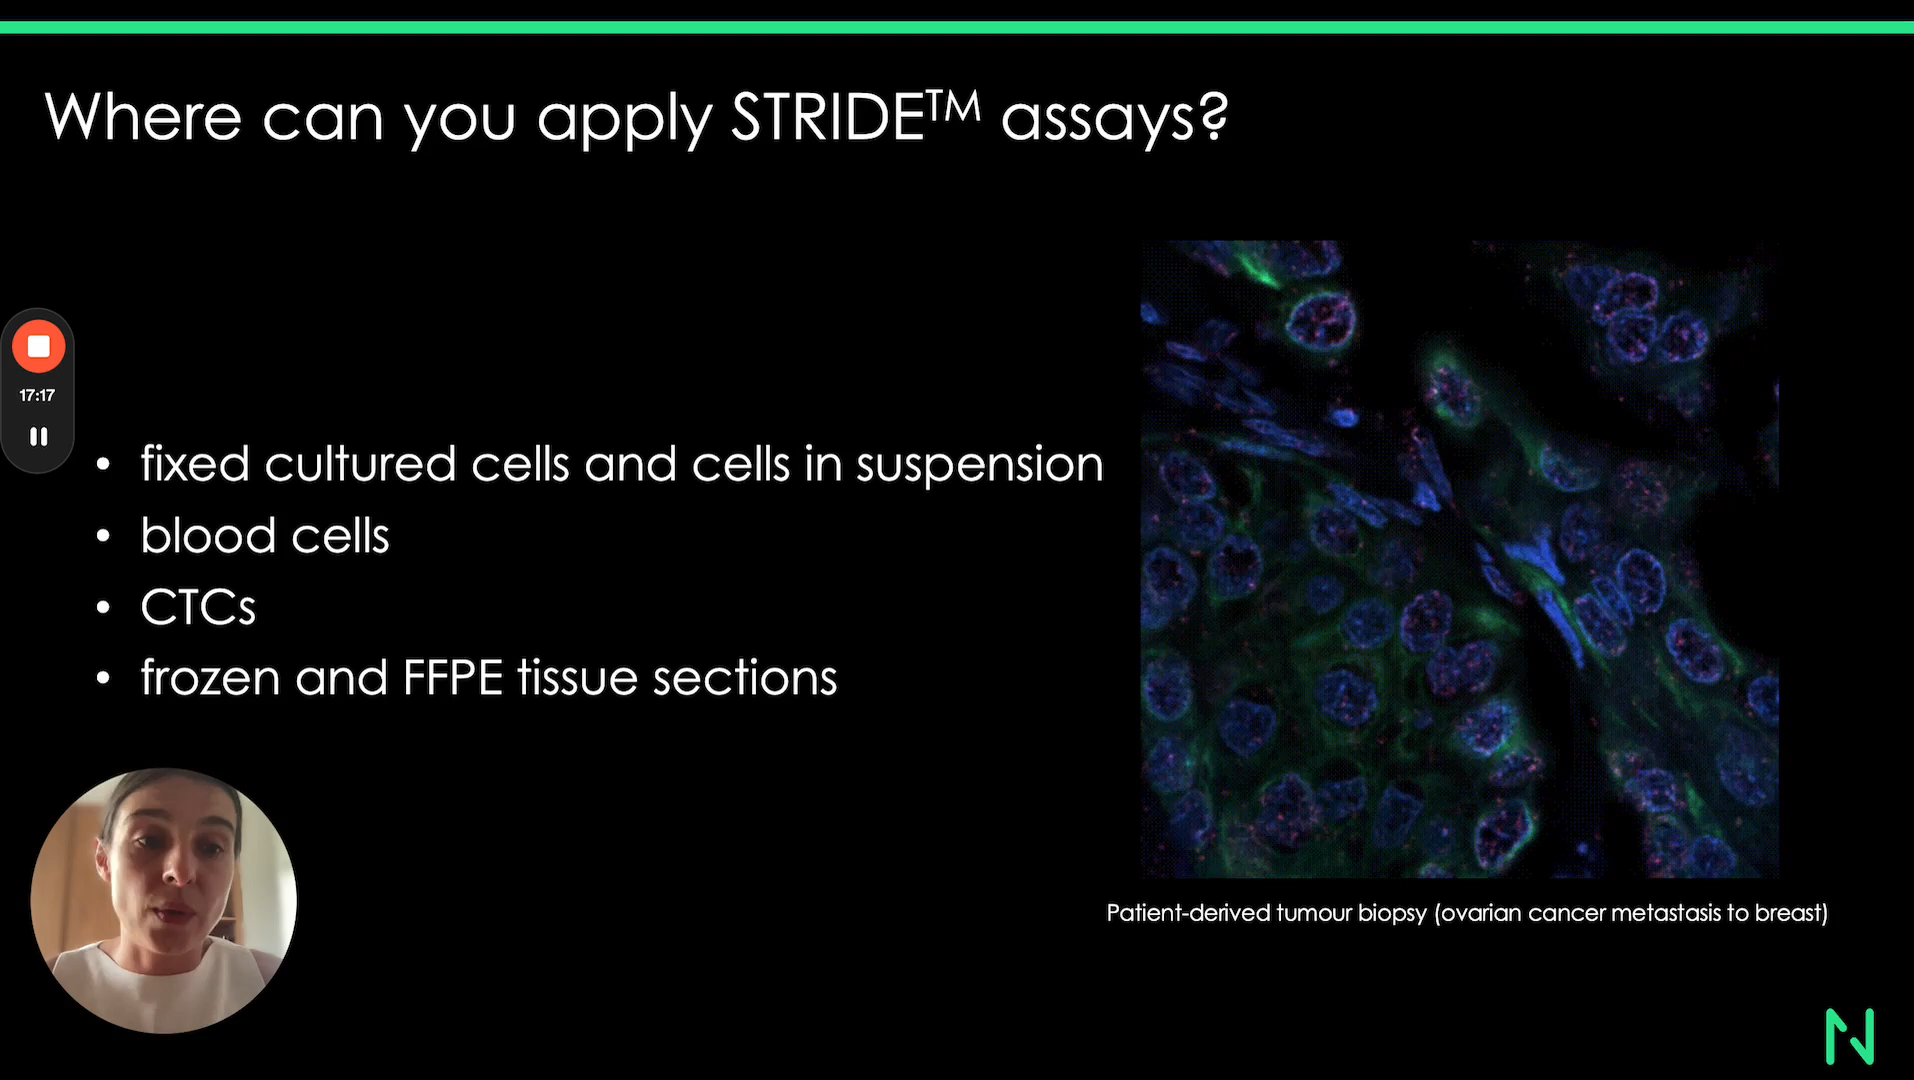 Where can you apply STRIDE™ assays?
17:17
• fixed cultured cells and cells in suspension
• blood cells
• CTCs
• frozen and FFPE tissue sections
Patient-derived tumour biopsy (ovarian cancer metastasis to breast)